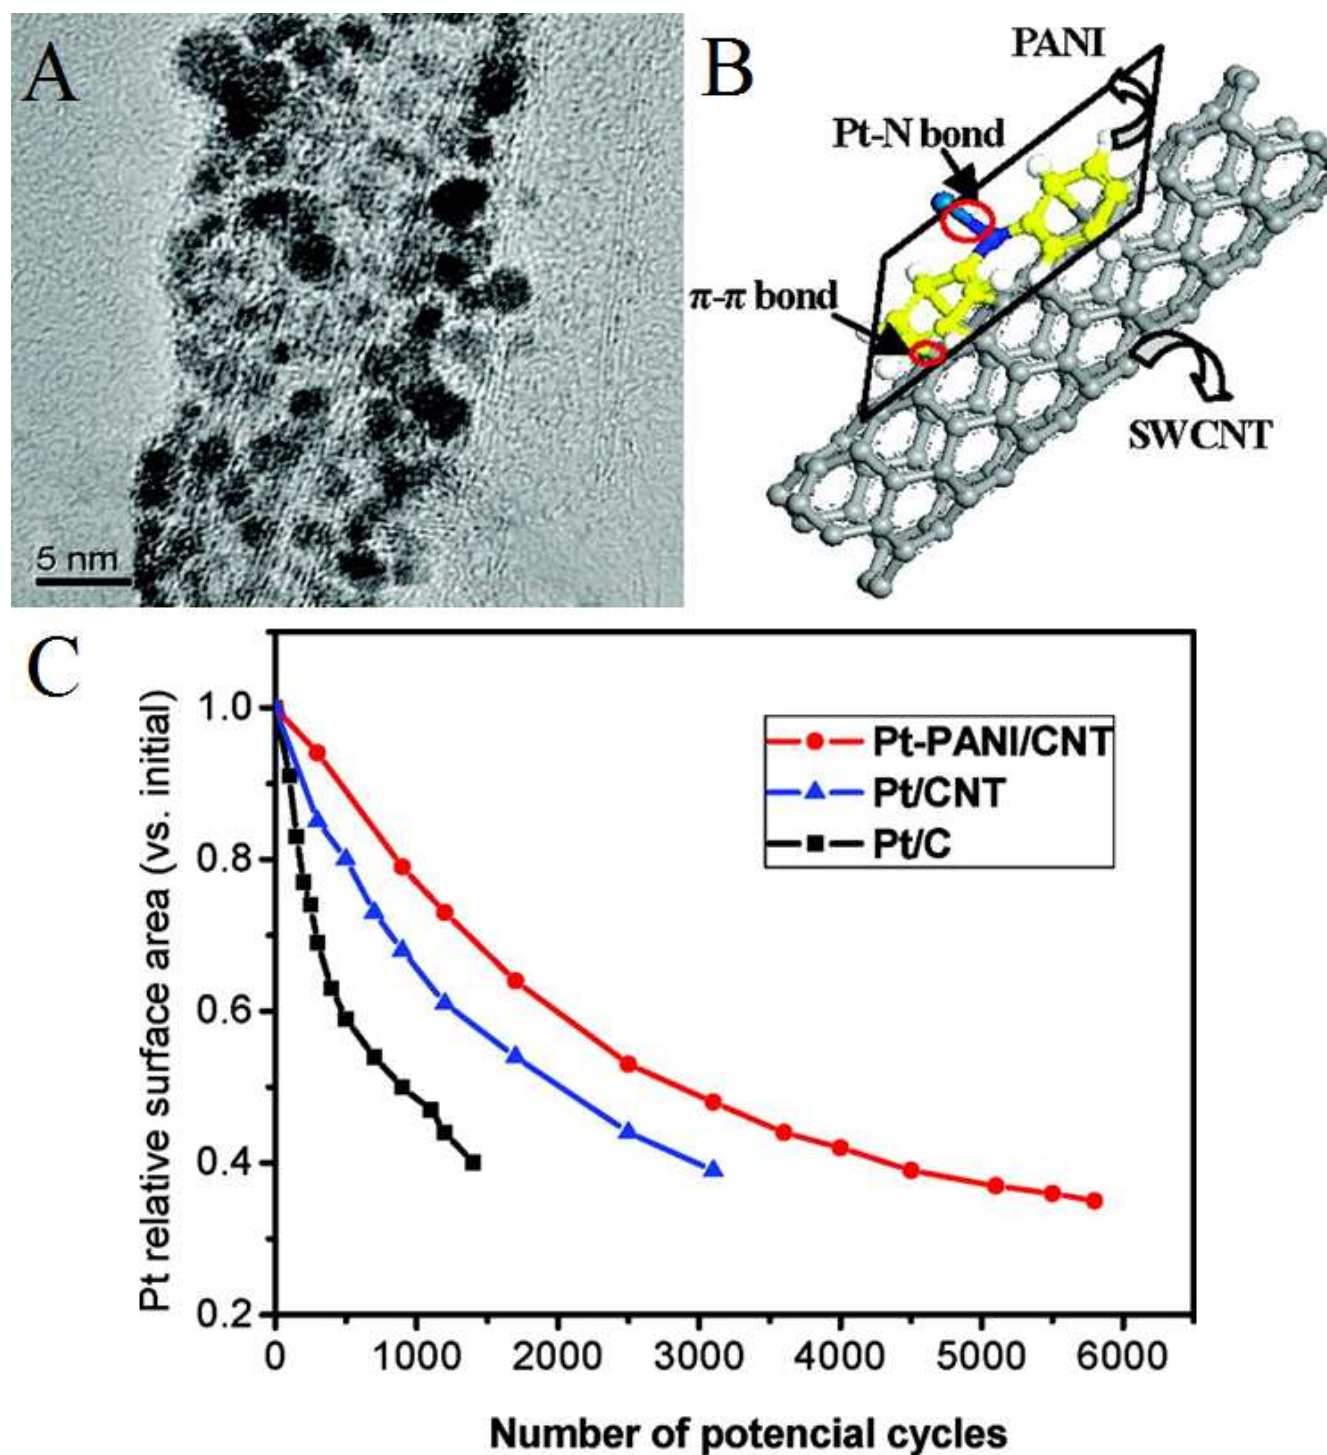 A
5 nm
B
PANI
Pt-N bond
π-π bond
SWCNT
C
Pt relative surface area (vs. initial)
1.0
0.8
0.6
0.4
0.2
Pt-PANI/CNT
Pt/CNT
Pt/C
0 1000 2000 3000 4000 5000 6000
Number of potencial cycles